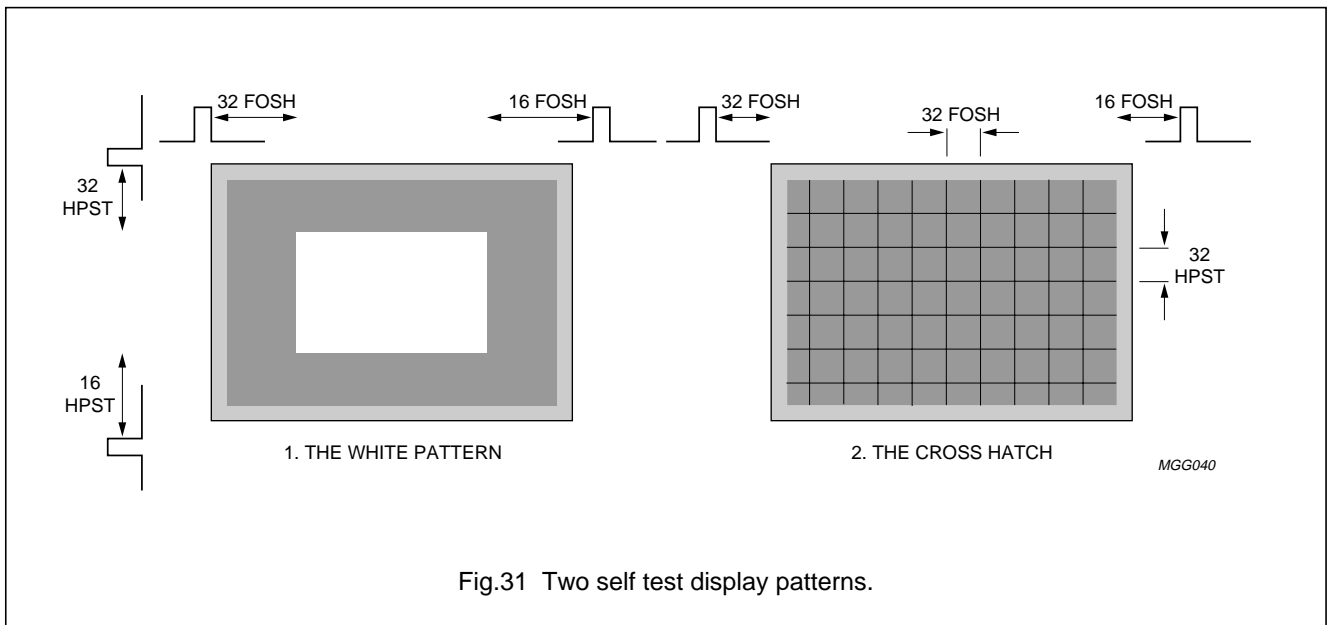 32 FOSH
16 FOSH
32 FOSH
32 FOSH
16 FOSH
32
HPST
32
HPST
16
HPST
1. THE WHITE PATTERN
2. THE CROSS HATCH
MGG040
Fig.31 Two self test display patterns.